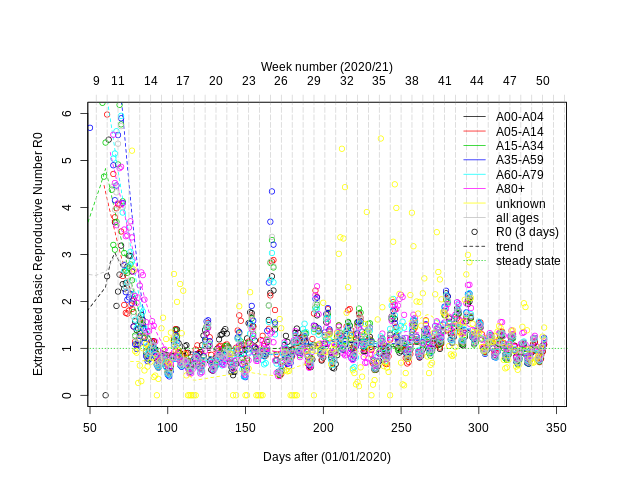 Week number (2020/21)
9 11 14 17 20 23 26 29 32 35 38 41 44 47 50
Extrapolated Basic Reproductive Number R0
6
5
4
3
2
1
0
A00-A04
A05-A14
A15-A34
A35-A59
A60-A79
A80+
unknown
all ages
R0 (3 days)
trend
steady state
50 100 150 200 250 300 350
Days after (01/01/2020)